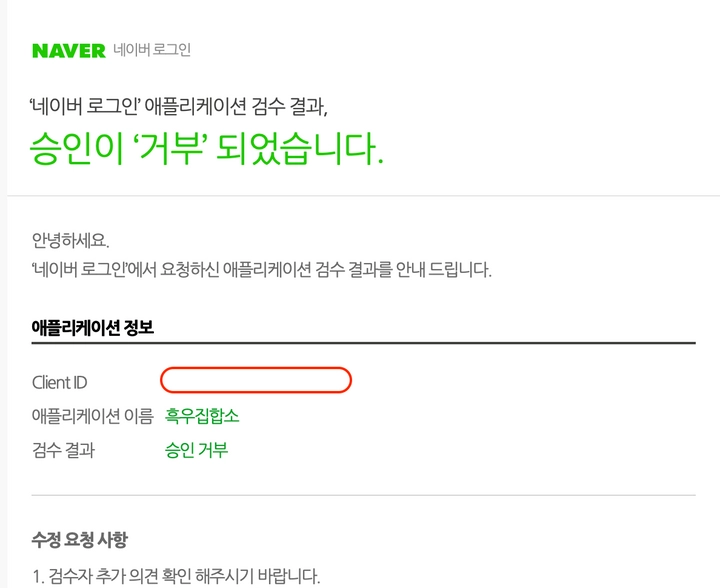 NAVER 네이버 로그인
‘네이버 로그인’ 애플리케이션 검수 결과,
승인이 ‘거부’ 되었습니다.
안녕하세요.
‘네이버 로그인’에서 요청하신 애플리케이션 검수 결과를 안내 드립니다.
애플리케이션 정보
Client ID
애플리케이션 이름 흑우집합소
검수 결과 승인 거부
수정 요청 사항
1. 검수자 추가 의견 확인 해주시기 바랍니다.